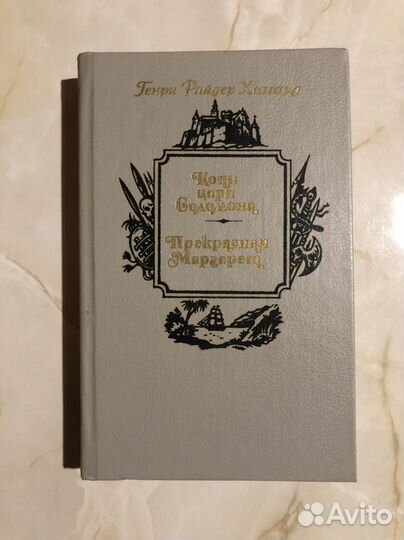 Генри Райдер Хаггард
Копи
царя
Соломона
Прекрасная
Маргарет
Avito